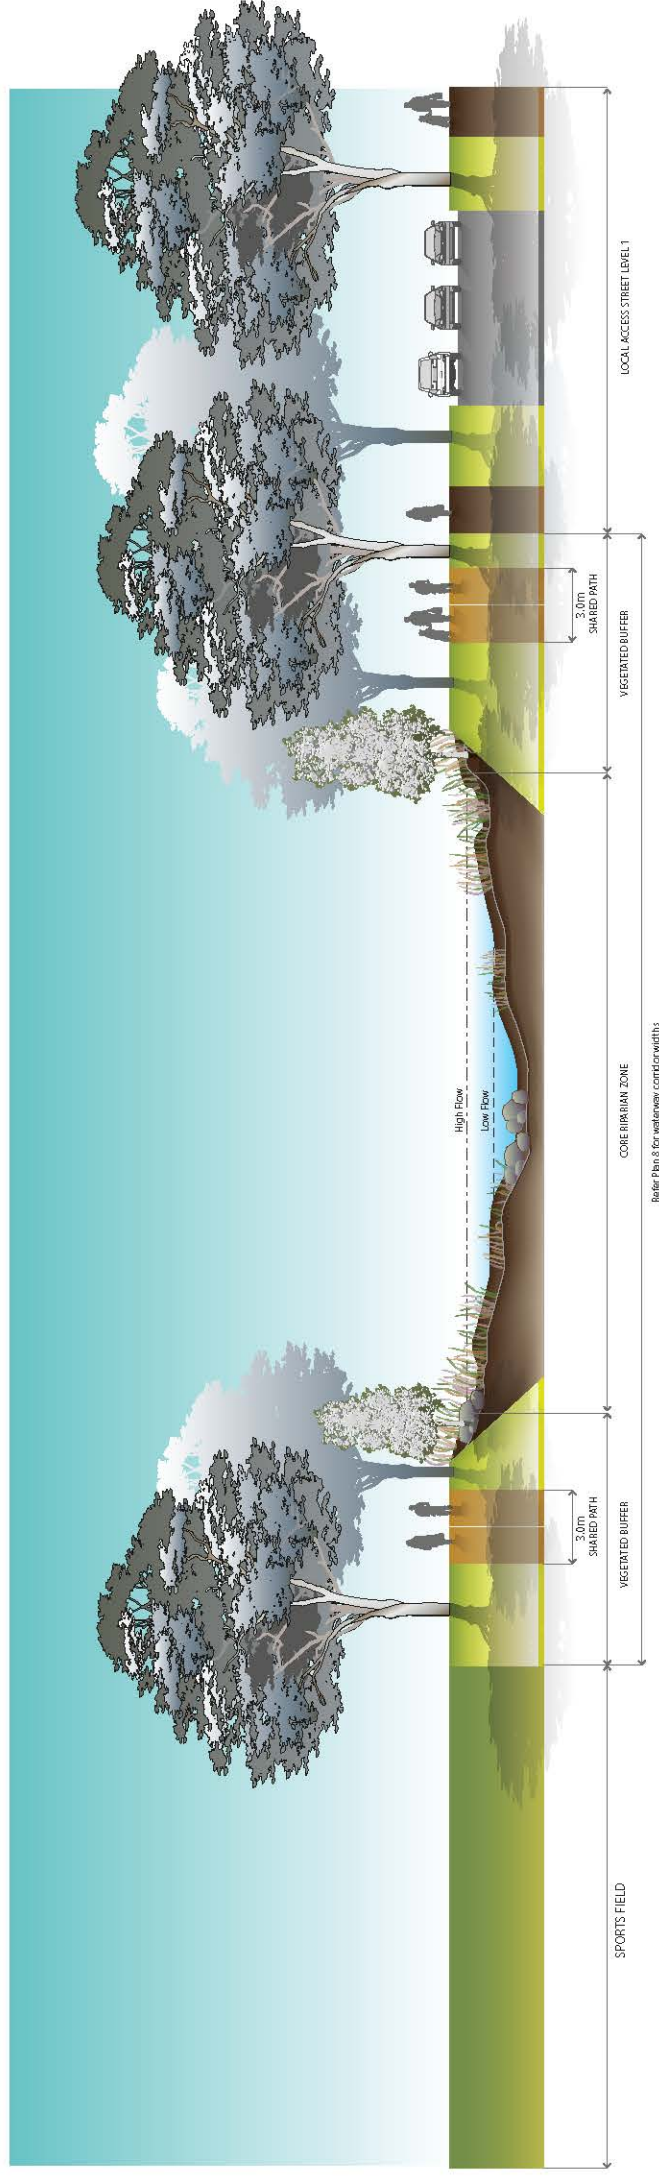 High Flow
Low Flow
3.0m
SHARED PATH
3.0m
SHARED PATH
SPORTS FIELD
VEGETATED BUFFER
CORE RIPARIAN ZONE
VEGETATED BUFFER
LOCAL ACCESS STREET LEVEL 1
Refer Plan 8 for waterway corridor widths